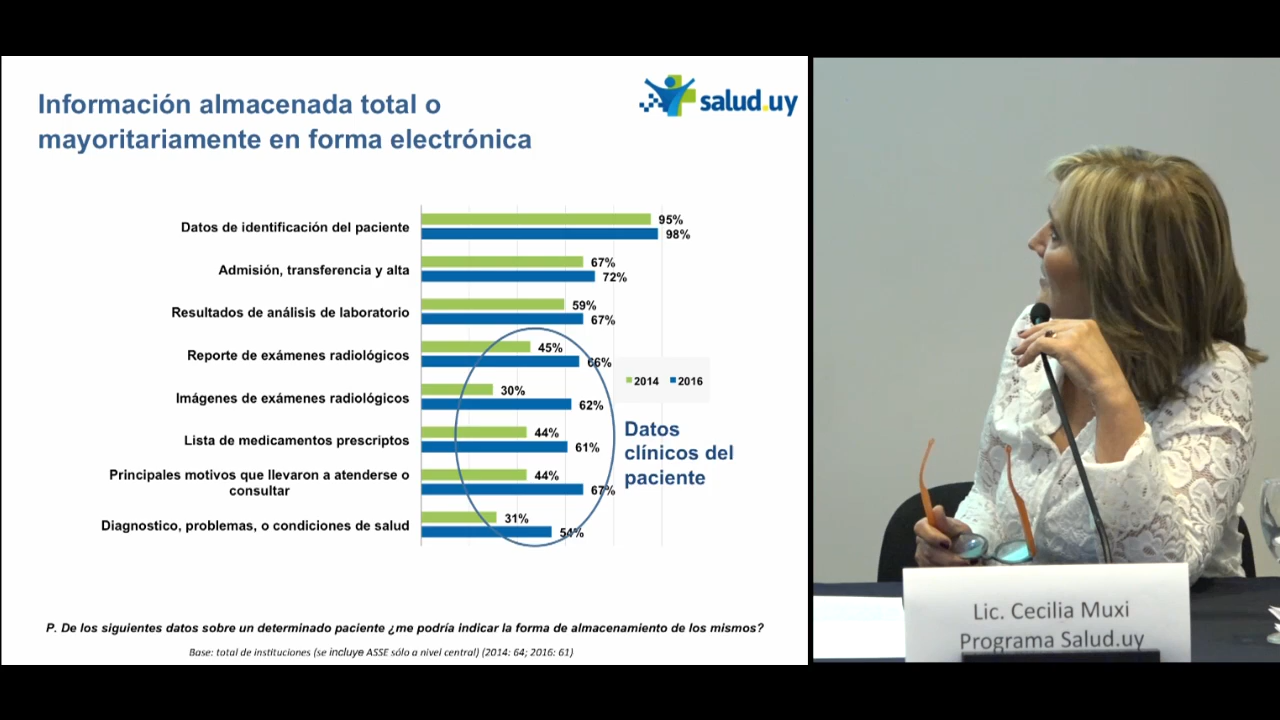 Información almacenada total o
mayoritariamente en forma electrónica
salud.uy
Datos de identificación del paciente
95%
98%
Admisión, transferencia y alta
67%
72%
Resultados de análisis de laboratorio
59%
67%
Reporte de exámenes radiológicos
45%
66%
Imágenes de exámenes radiológicos
30%
62%
Lista de medicamentos prescriptos
44%
61%
Principales motivos que llevaron a atenderse o
consultar
44%
67%
Diagnostico, problemas, o condiciones de salud
31%
54%
2014 2016
Datos
clínicos del
paciente
P. De los siguientes datos sobre un determinado paciente ¿me podría indicar la forma de almacenamiento de los mismos?
Base: total de instituciones (se incluye ASSE sólo a nivel central) (2014: 64; 2016: 61)
Lic. Cecilia Muxi
Programa Salud.uy